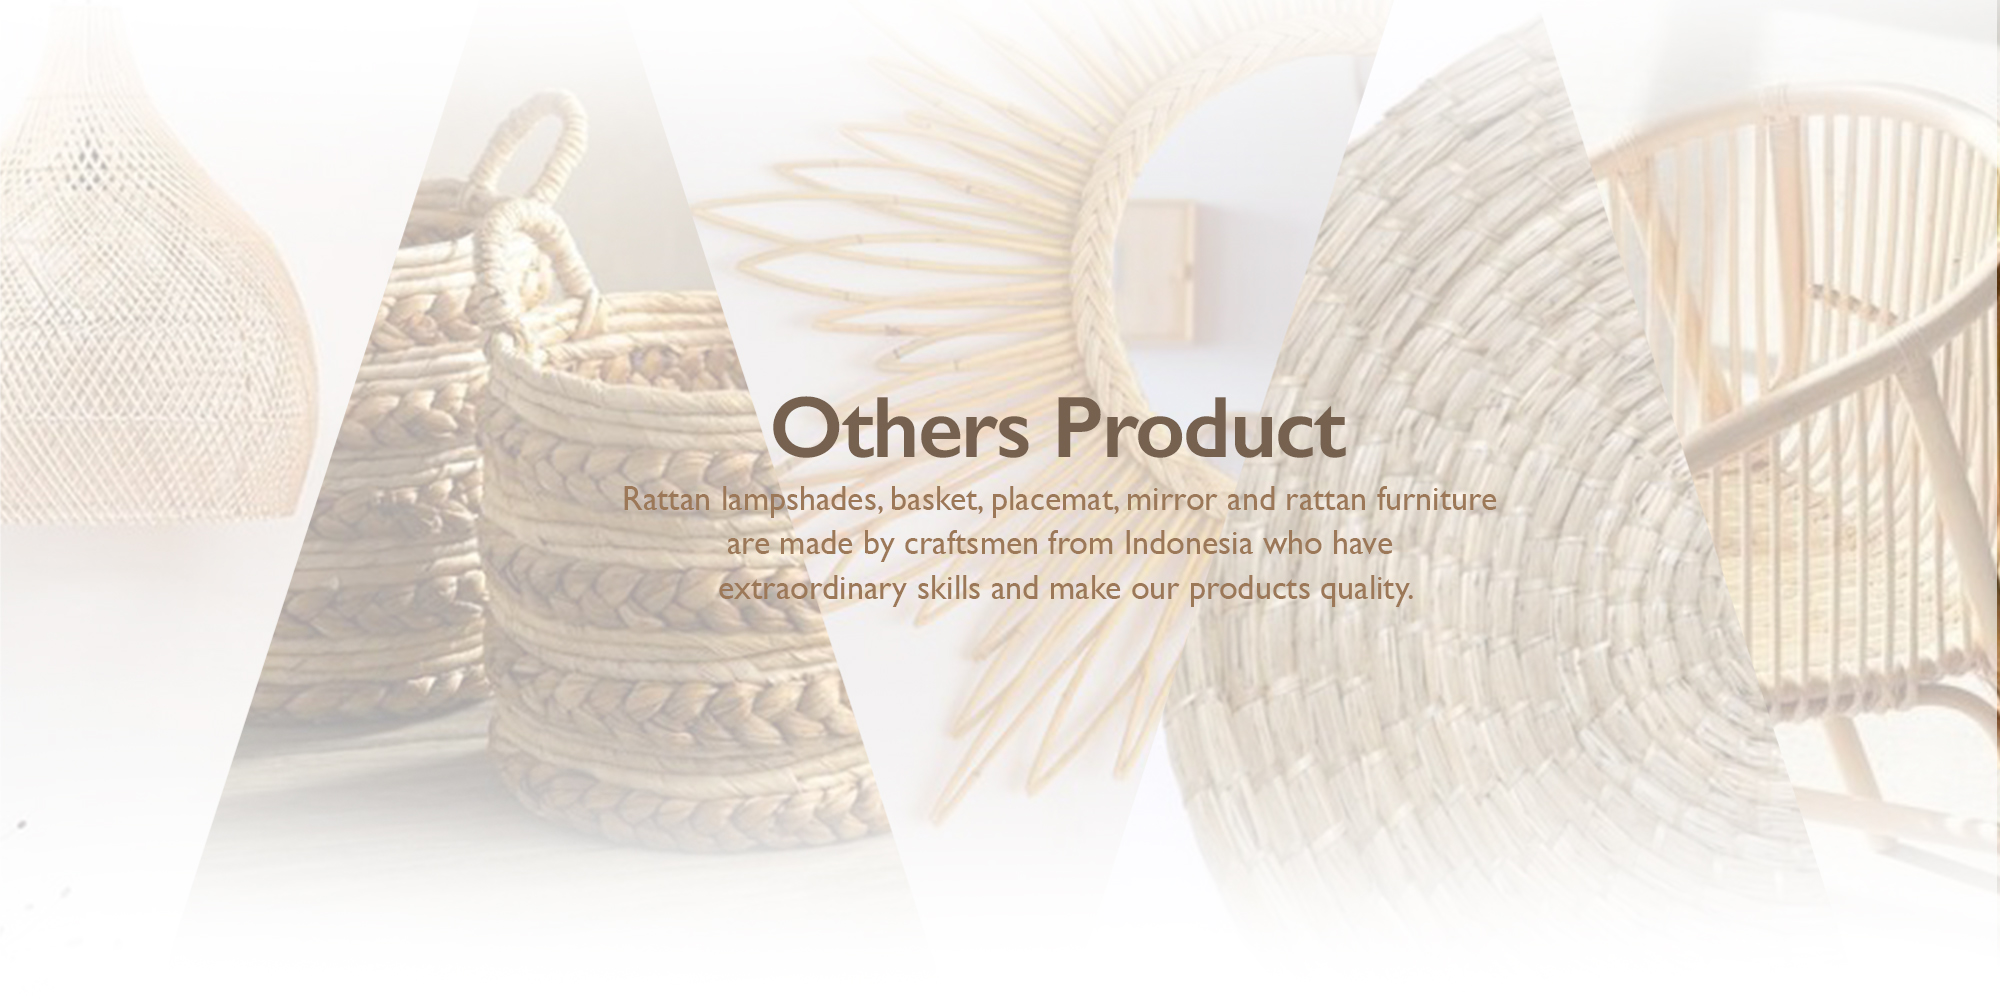 Others Product
Rattan lampshades, basket, placemat, mirror and rattan furniture
are made by craftsmen from Indonesia who have
extraordinary skills and make our products quality.